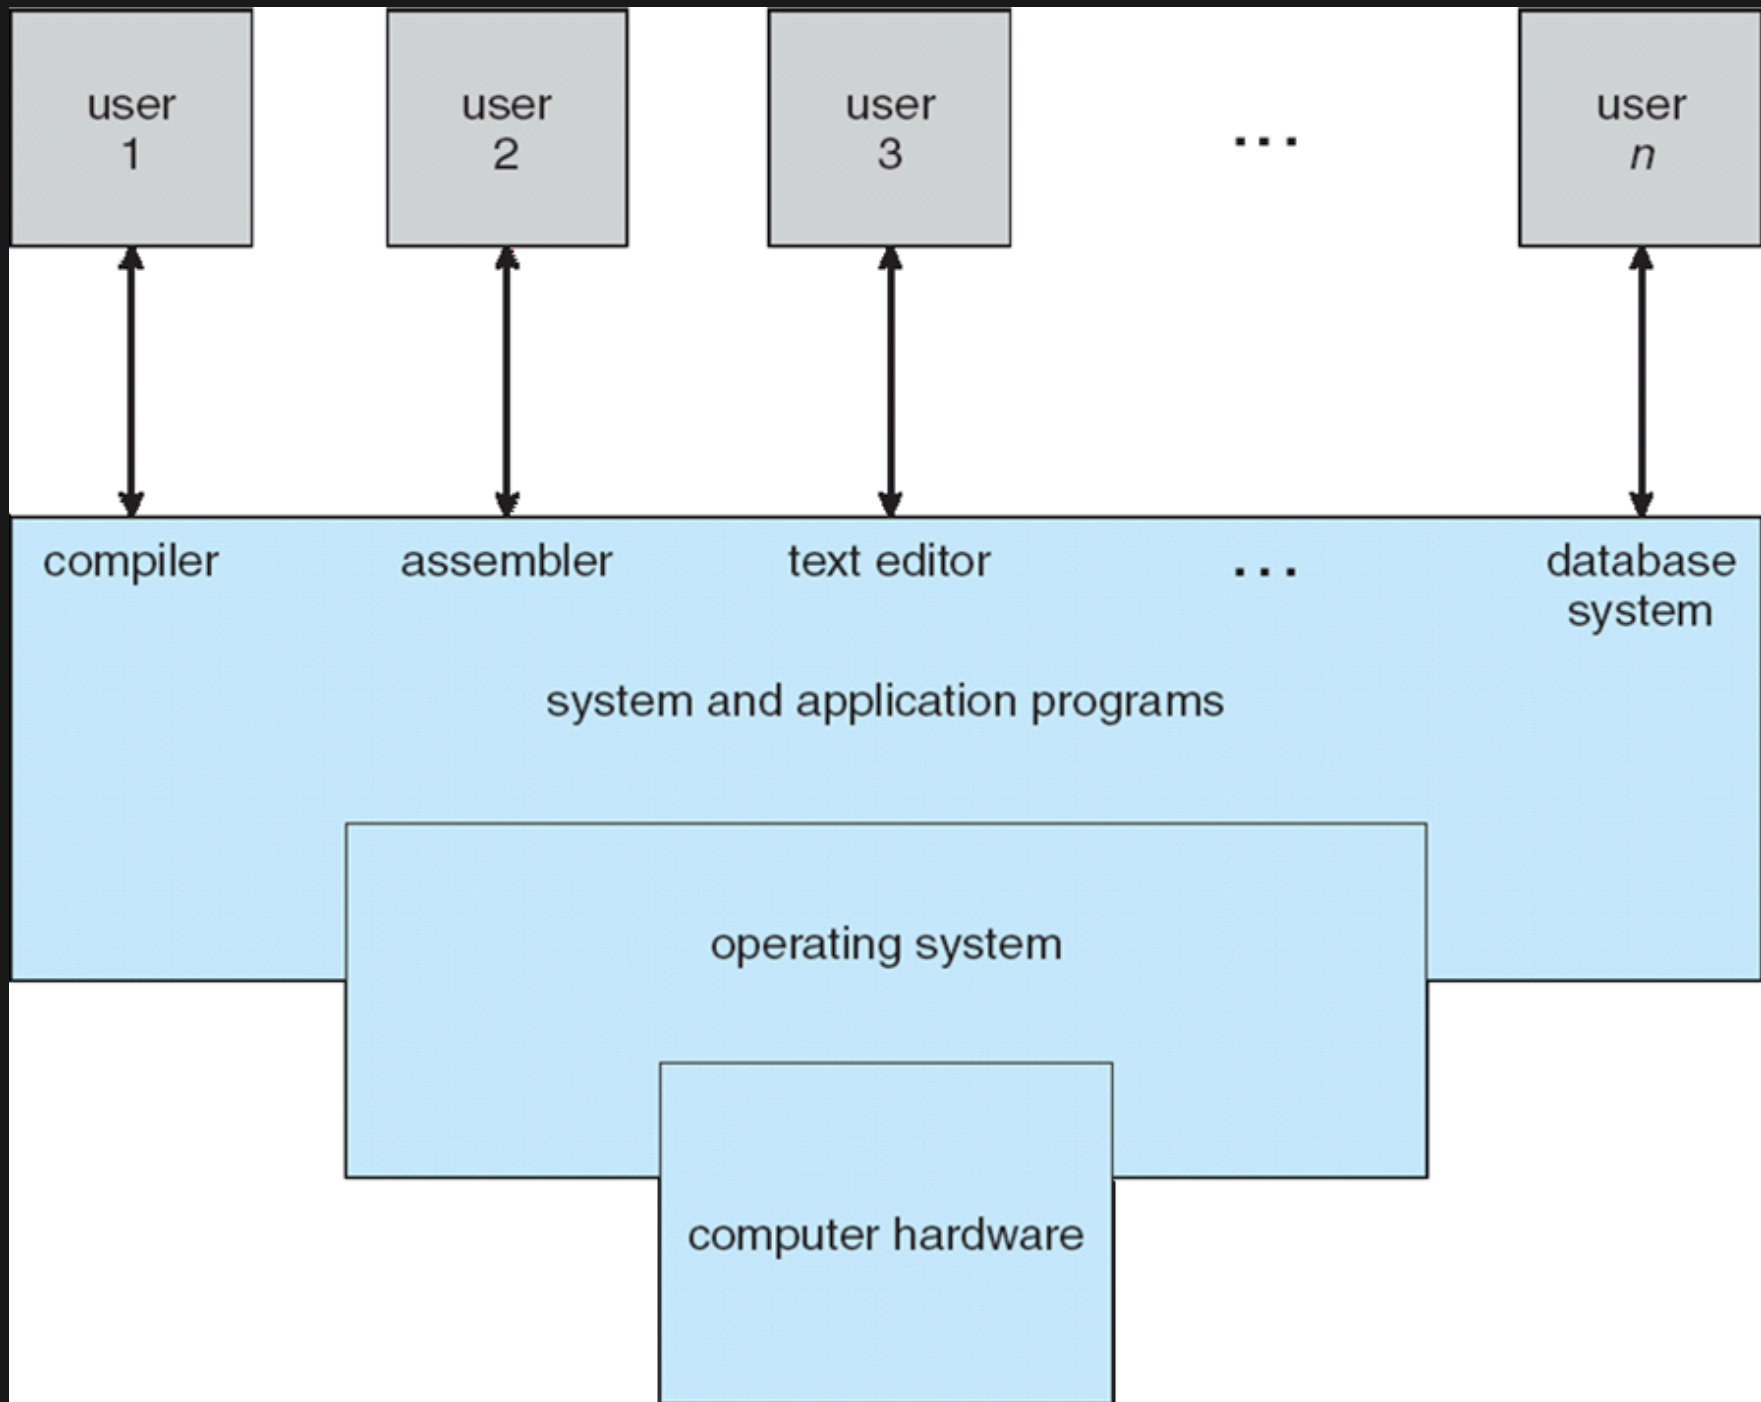 user
1
user
2
user
3
...
user
n
compiler
assembler
text editor
...
database
system
system and application programs
operating system
computer hardware